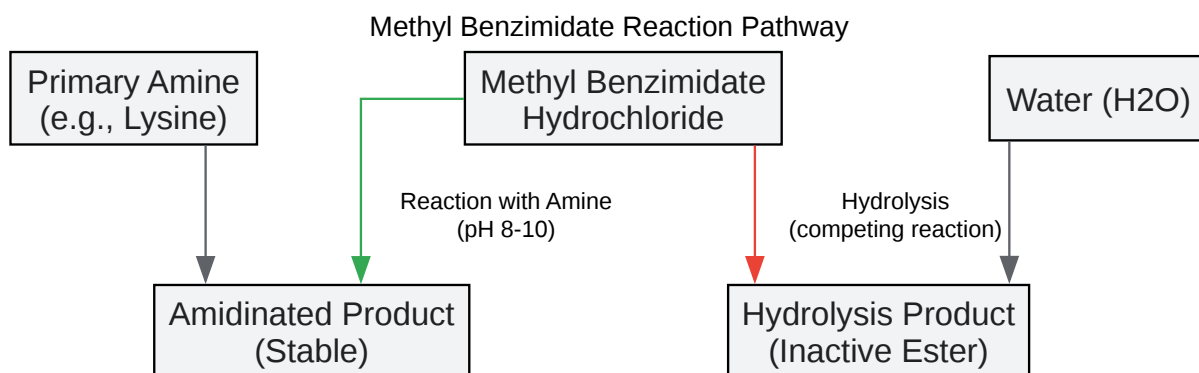 Methyl Benzimidate Reaction Pathway
Primary Amine
(e.g., Lysine)
Methyl Benzimidate
Hydrochloride
Water (H2O)
Reaction with Amine
(pH 8-10)
Hydrolysis
(competing reaction)
Amidinated Product
(Stable)
Hydrolysis Product
(Inactive Ester)